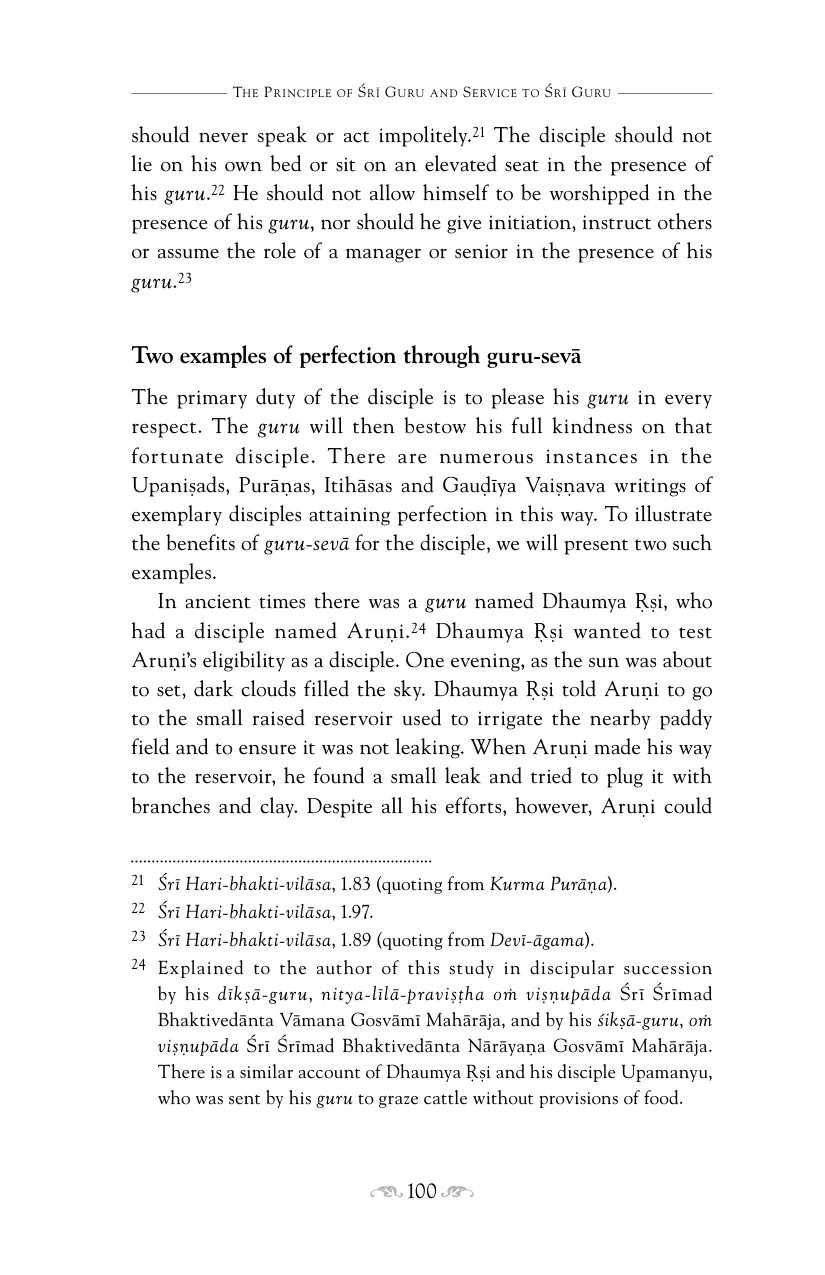 The Principle of Śrī Guru and Service to Śrī Guru
should never speak or act impolitely.21 The disciple should not
lie on his own bed or sit on an elevated seat in the presence of
his guru.22 He should not allow himself to be worshipped in the
presence of his guru, nor should he give initiation, instruct others
or assume the role of a manager or senior in the presence of his
guru.23
Two examples of perfection through guru-sevā
The primary duty of the disciple is to please his guru in every
respect. The guru will then bestow his full kindness on that
fortunate disciple. There are numerous instances in the
Upaniṣads, Purāṇas, Itihāsas and Gauḍīya Vaiṣṇava writings of
exemplary disciples attaining perfection in this way. To illustrate
the benefits of guru-sevā for the disciple, we will present two such
examples.
In ancient times there was a guru named Dhaumya Ṛṣi, who
had a disciple named Aruṇi.24 Dhaumya Ṛṣi wanted to test
Aruṇi’s eligibility as a disciple. One evening, as the sun was about
to set, dark clouds filled the sky. Dhaumya Ṛṣi told Aruṇi to go
to the small raised reservoir used to irrigate the nearby paddy
field and to ensure it was not leaking. When Aruṇi made his way
to the reservoir, he found a small leak and tried to plug it with
branches and clay. Despite all his efforts, however, Aruṇi could
21 Śrī Hari-bhakti-vilāsa, 1.83 (quoting from Kurma Purāṇa).
22 Śrī Hari-bhakti-vilāsa, 1.97.
23 Śrī Hari-bhakti-vilāsa, 1.89 (quoting from Devī-āgama).
24 Explained to the author of this study in discipular succession
by his dīkṣā-guru, nitya-līlā-praviṣṭha oṁ viṣṇupāda Śrī Śrīmad
Bhaktivedānta Vāmana Gosvāmī Mahārāja, and by his śikṣā-guru, oṁ
viṣṇupāda Śrī Śrīmad Bhaktivedānta Nārāyaṇa Gosvāmī Mahārāja.
There is a similar account of Dhaumya Ṛṣi and his disciple Upamanyu,
who was sent by his guru to graze cattle without provisions of food.
100